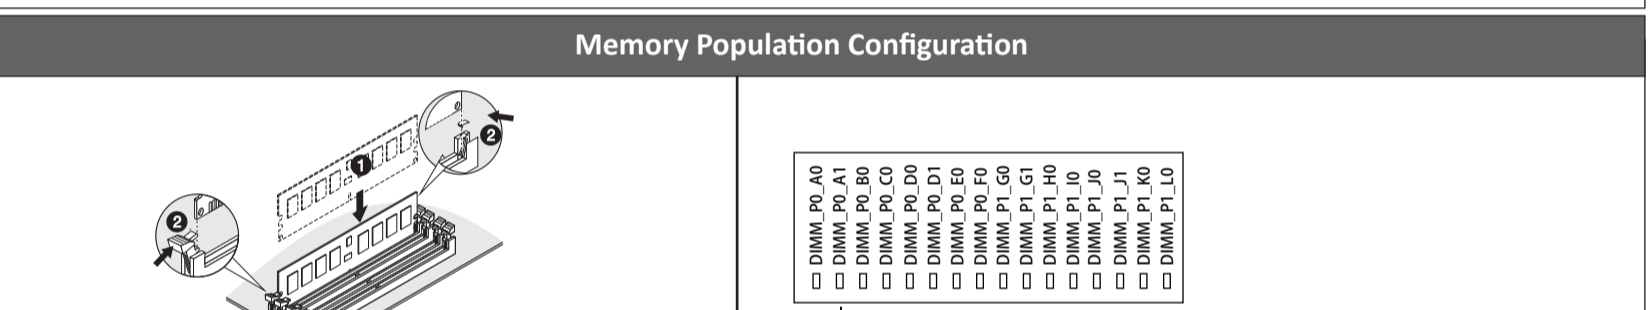 Memory Population Configuration
1
2
2
DIMM_P0_A0
DIMM_P0_A1
DIMM_P0_B0
DIMM_P0_C0
DIMM_P0_D0
DIMM_P0_D1
DIMM_P0_E0
DIMM_P0_F0
DIMM_P1_G0
DIMM_P1_G1
DIMM_P1_H0
DIMM_P1_I0
DIMM_P1_J0
DIMM_P1_J1
DIMM_P1_K0
DIMM_P1_L0